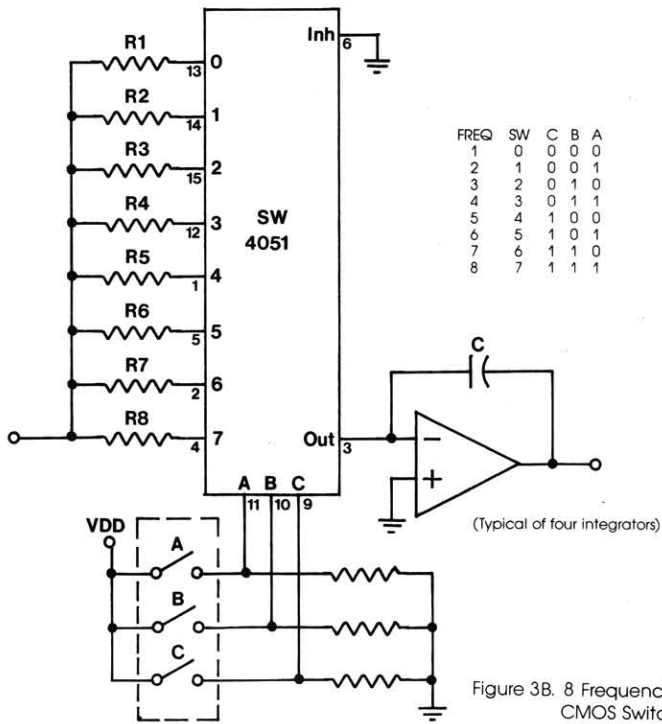 R1
R2
R3
R4
R5
R6
R7
R8
13
14
15
12
1
5
2
4
0
1
2
3
4
5
6
7
Inh
6
SW
4051
Out
3
A B C
11 10 9
FREQ SW C B A
1 0 0 0 0
2 1 0 0 1
3 2 0 1 0
4 3 0 1 1
5 4 1 0 0
6 5 1 0 1
7 6 1 1 0
8 7 1 1 1
C
−
+
(Typical of four integrators)
VDD
A
B
C
Figure 3B. 8 Frequenc
CMOS Switc